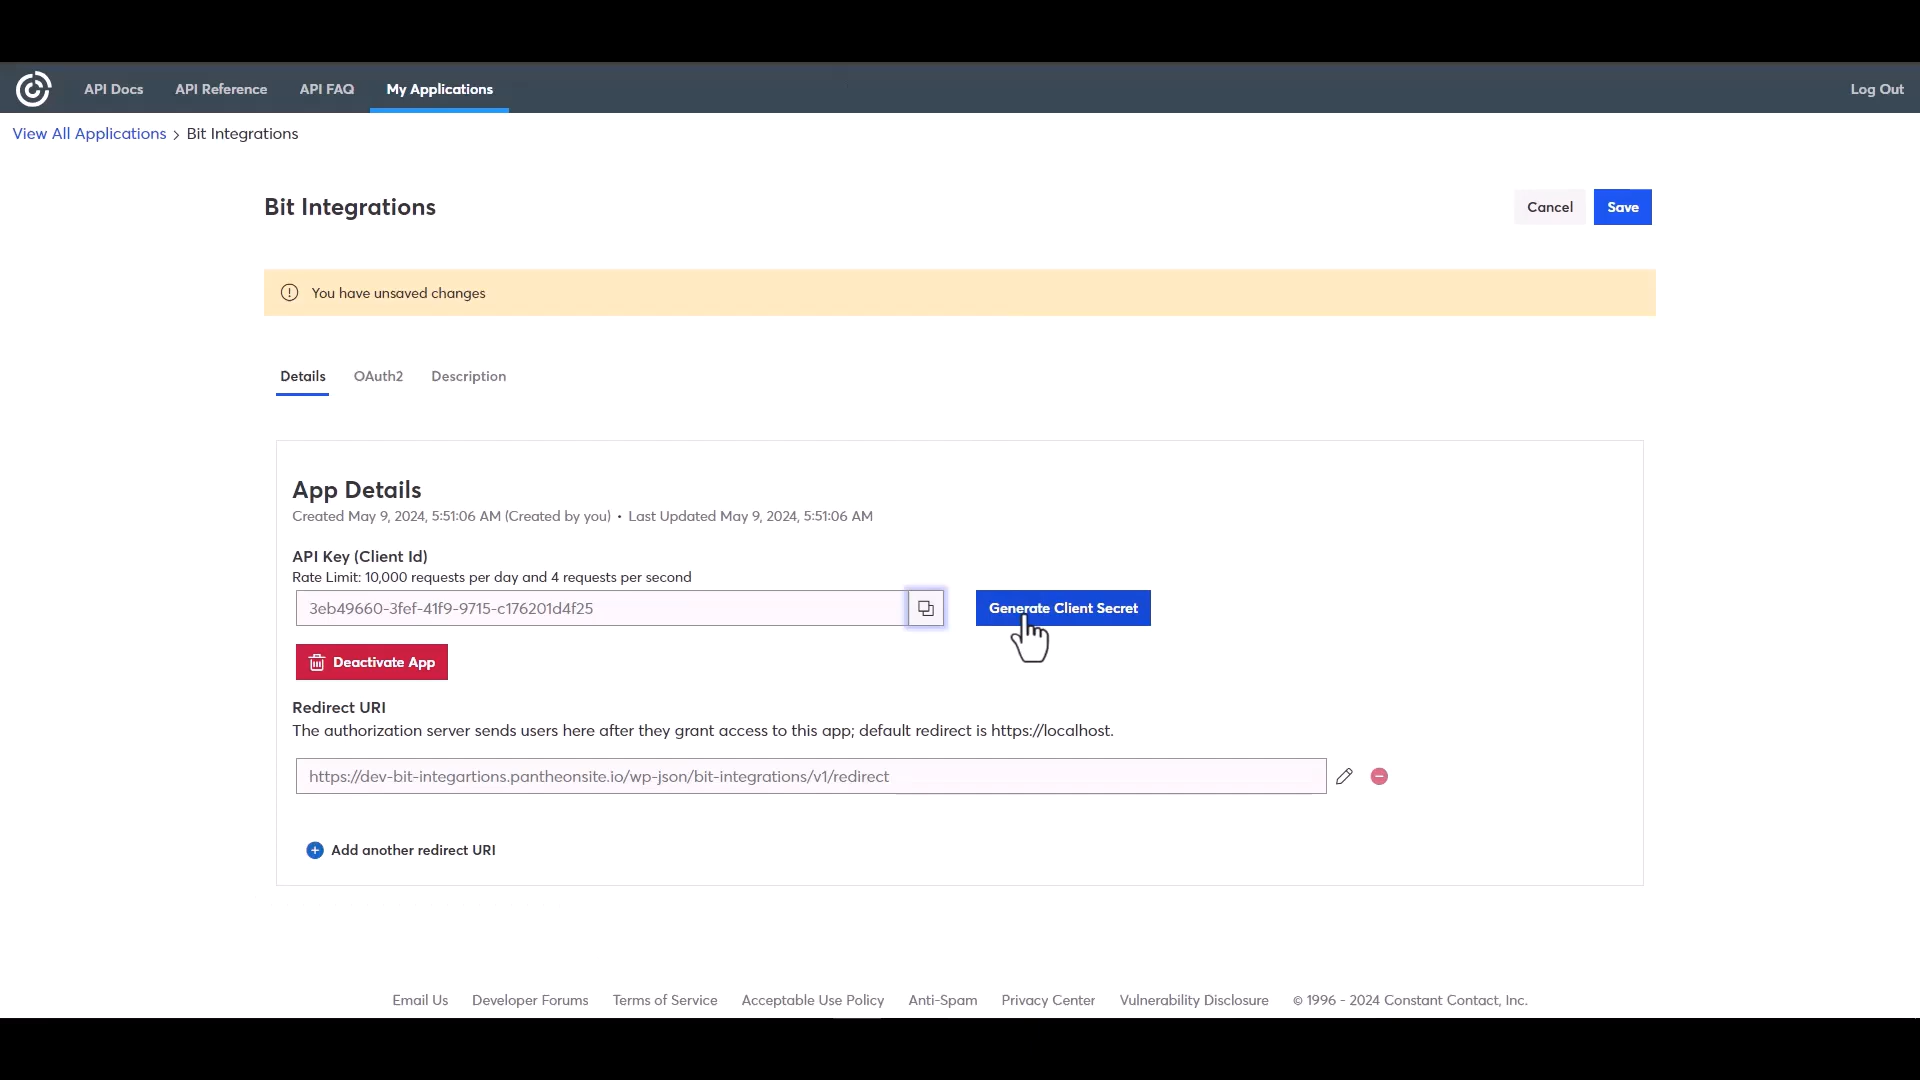 API Docs API Reference API FAQ My Applications Log Out
View All Applications > Bit Integrations
Bit Integrations
Cancel Save
You have unsaved changes
Details OAuth2 Description
App Details
Created May 9, 2024, 5:51:06 AM (Created by you) • Last Updated May 9, 2024, 5:51:06 AM
API Key (Client Id)
Rate Limit: 10,000 requests per day and 4 requests per second
3eb49660-3fef-41f9-9715-c176201d4f25 Generate Client Secret
Deactivate App
Redirect URI
The authorization server sends users here after they grant access to this app; default redirect is https://localhost.
https://dev-bit-integartions.pantheonsite.io/wp-json/bit-integrations/v1/redirect
Add another redirect URI
Email Us Developer Forums Terms of Service Acceptable Use Policy Anti-Spam Privacy Center Vulnerability Disclosure © 1996 - 2024 Constant Contact, Inc.